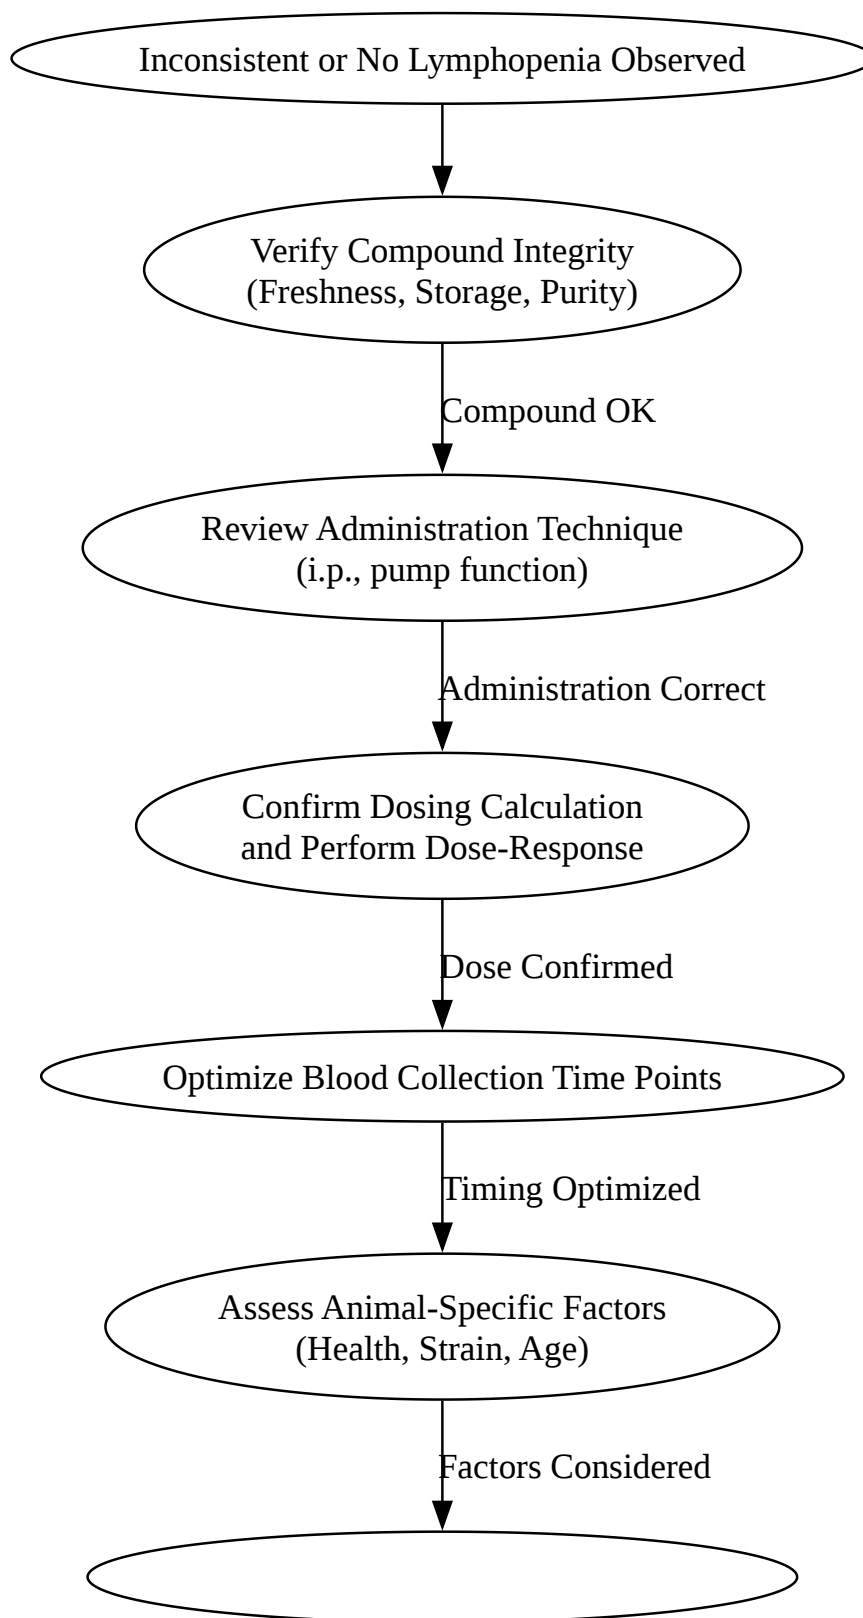 Inconsistent or No Lymphopenia Observed
Verify Compound Integrity
(Freshness, Storage, Purity)
Compound OK
Review Administration Technique
(i.p., pump function)
Administration Correct
Confirm Dosing Calculation
and Perform Dose-Response
Dose Confirmed
Optimize Blood Collection Time Points
Timing Optimized
Assess Animal-Specific Factors
(Health, Strain, Age)
Factors Considered